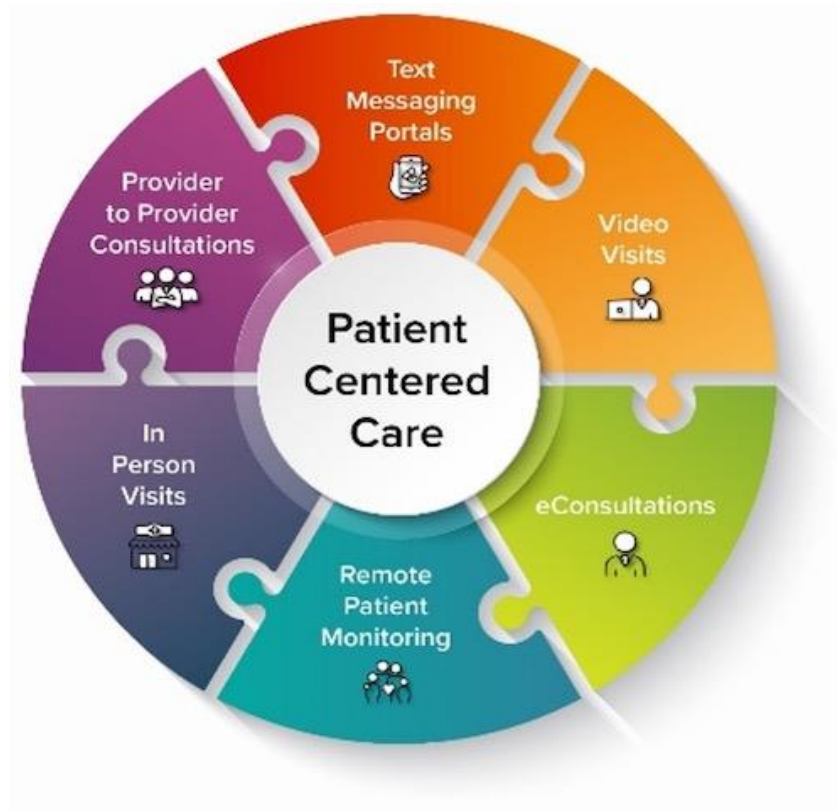 Text
Messaging
Portals
Video
Visits
eConsultations
Remote
Patient
Monitoring
In
Person
Visits
Provider
to Provider
Consultations
Patient
Centered
Care